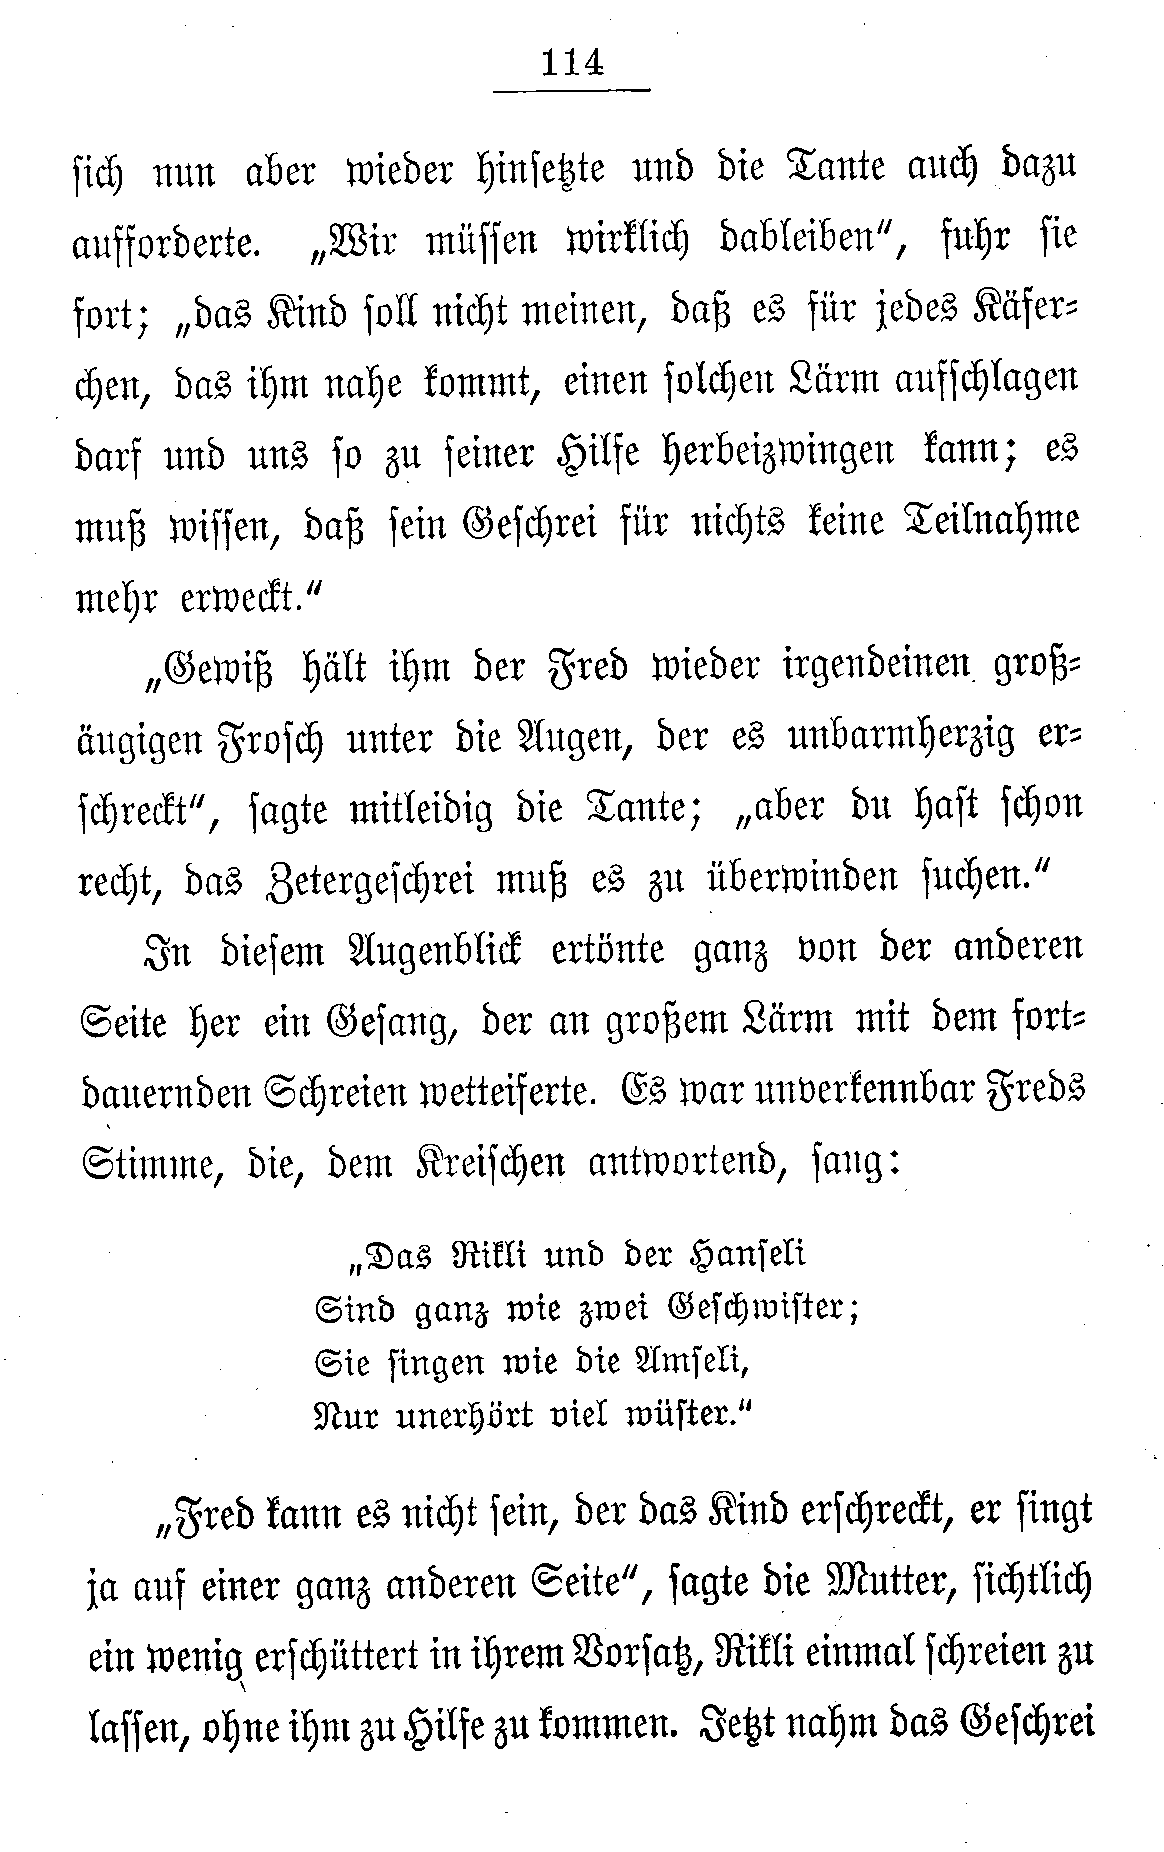 114
sich nun aber wieder hinsetzte und die Tante auch dazu
aufforderte. „Wir müssen wirklich dableiben“, fuhr sie
fort; „das Kind soll nicht meinen, daß es für jedes Käfer-
chen, das ihm nahe kommt, einen solchen Lärm aufschlagen
darf und uns so zu seiner Hilfe herbeizwingen kann; es
muß wissen, daß sein Geschrei für nichts keine Teilnahme
mehr erweckt.“
„Gewiß hält ihm der Fred wieder irgendeinen groß-
äugigen Frosch unter die Augen, der es unbarmherzig er-
schreckt“, sagte mitleidig die Tante; „aber du hast schon
recht, das Zetergeschrei muß es zu überwinden suchen.“
In diesem Augenblick ertönte ganz von der anderen
Seite her ein Gesang, der an großem Lärm mit dem fort-
dauernden Schreien wetteiferte. Es war unverkennbar Freds
Stimme, die, dem Kreischen antwortend, sang:
„Das Rikli und der Hanseli
Sind ganz wie zwei Geschwister;
Sie singen wie die Amseli,
Nur unerhört viel wüster.“
„Fred kann es nicht sein, der das Kind erschreckt, er singt
ja auf einer ganz anderen Seite“, sagte die Mutter, sichtlich
ein wenig erschüttert in ihrem Vorsatz, Rikli einmal schreien zu
lassen, ohne ihm zu Hilfe zu kommen. Jetzt nahm das Geschrei